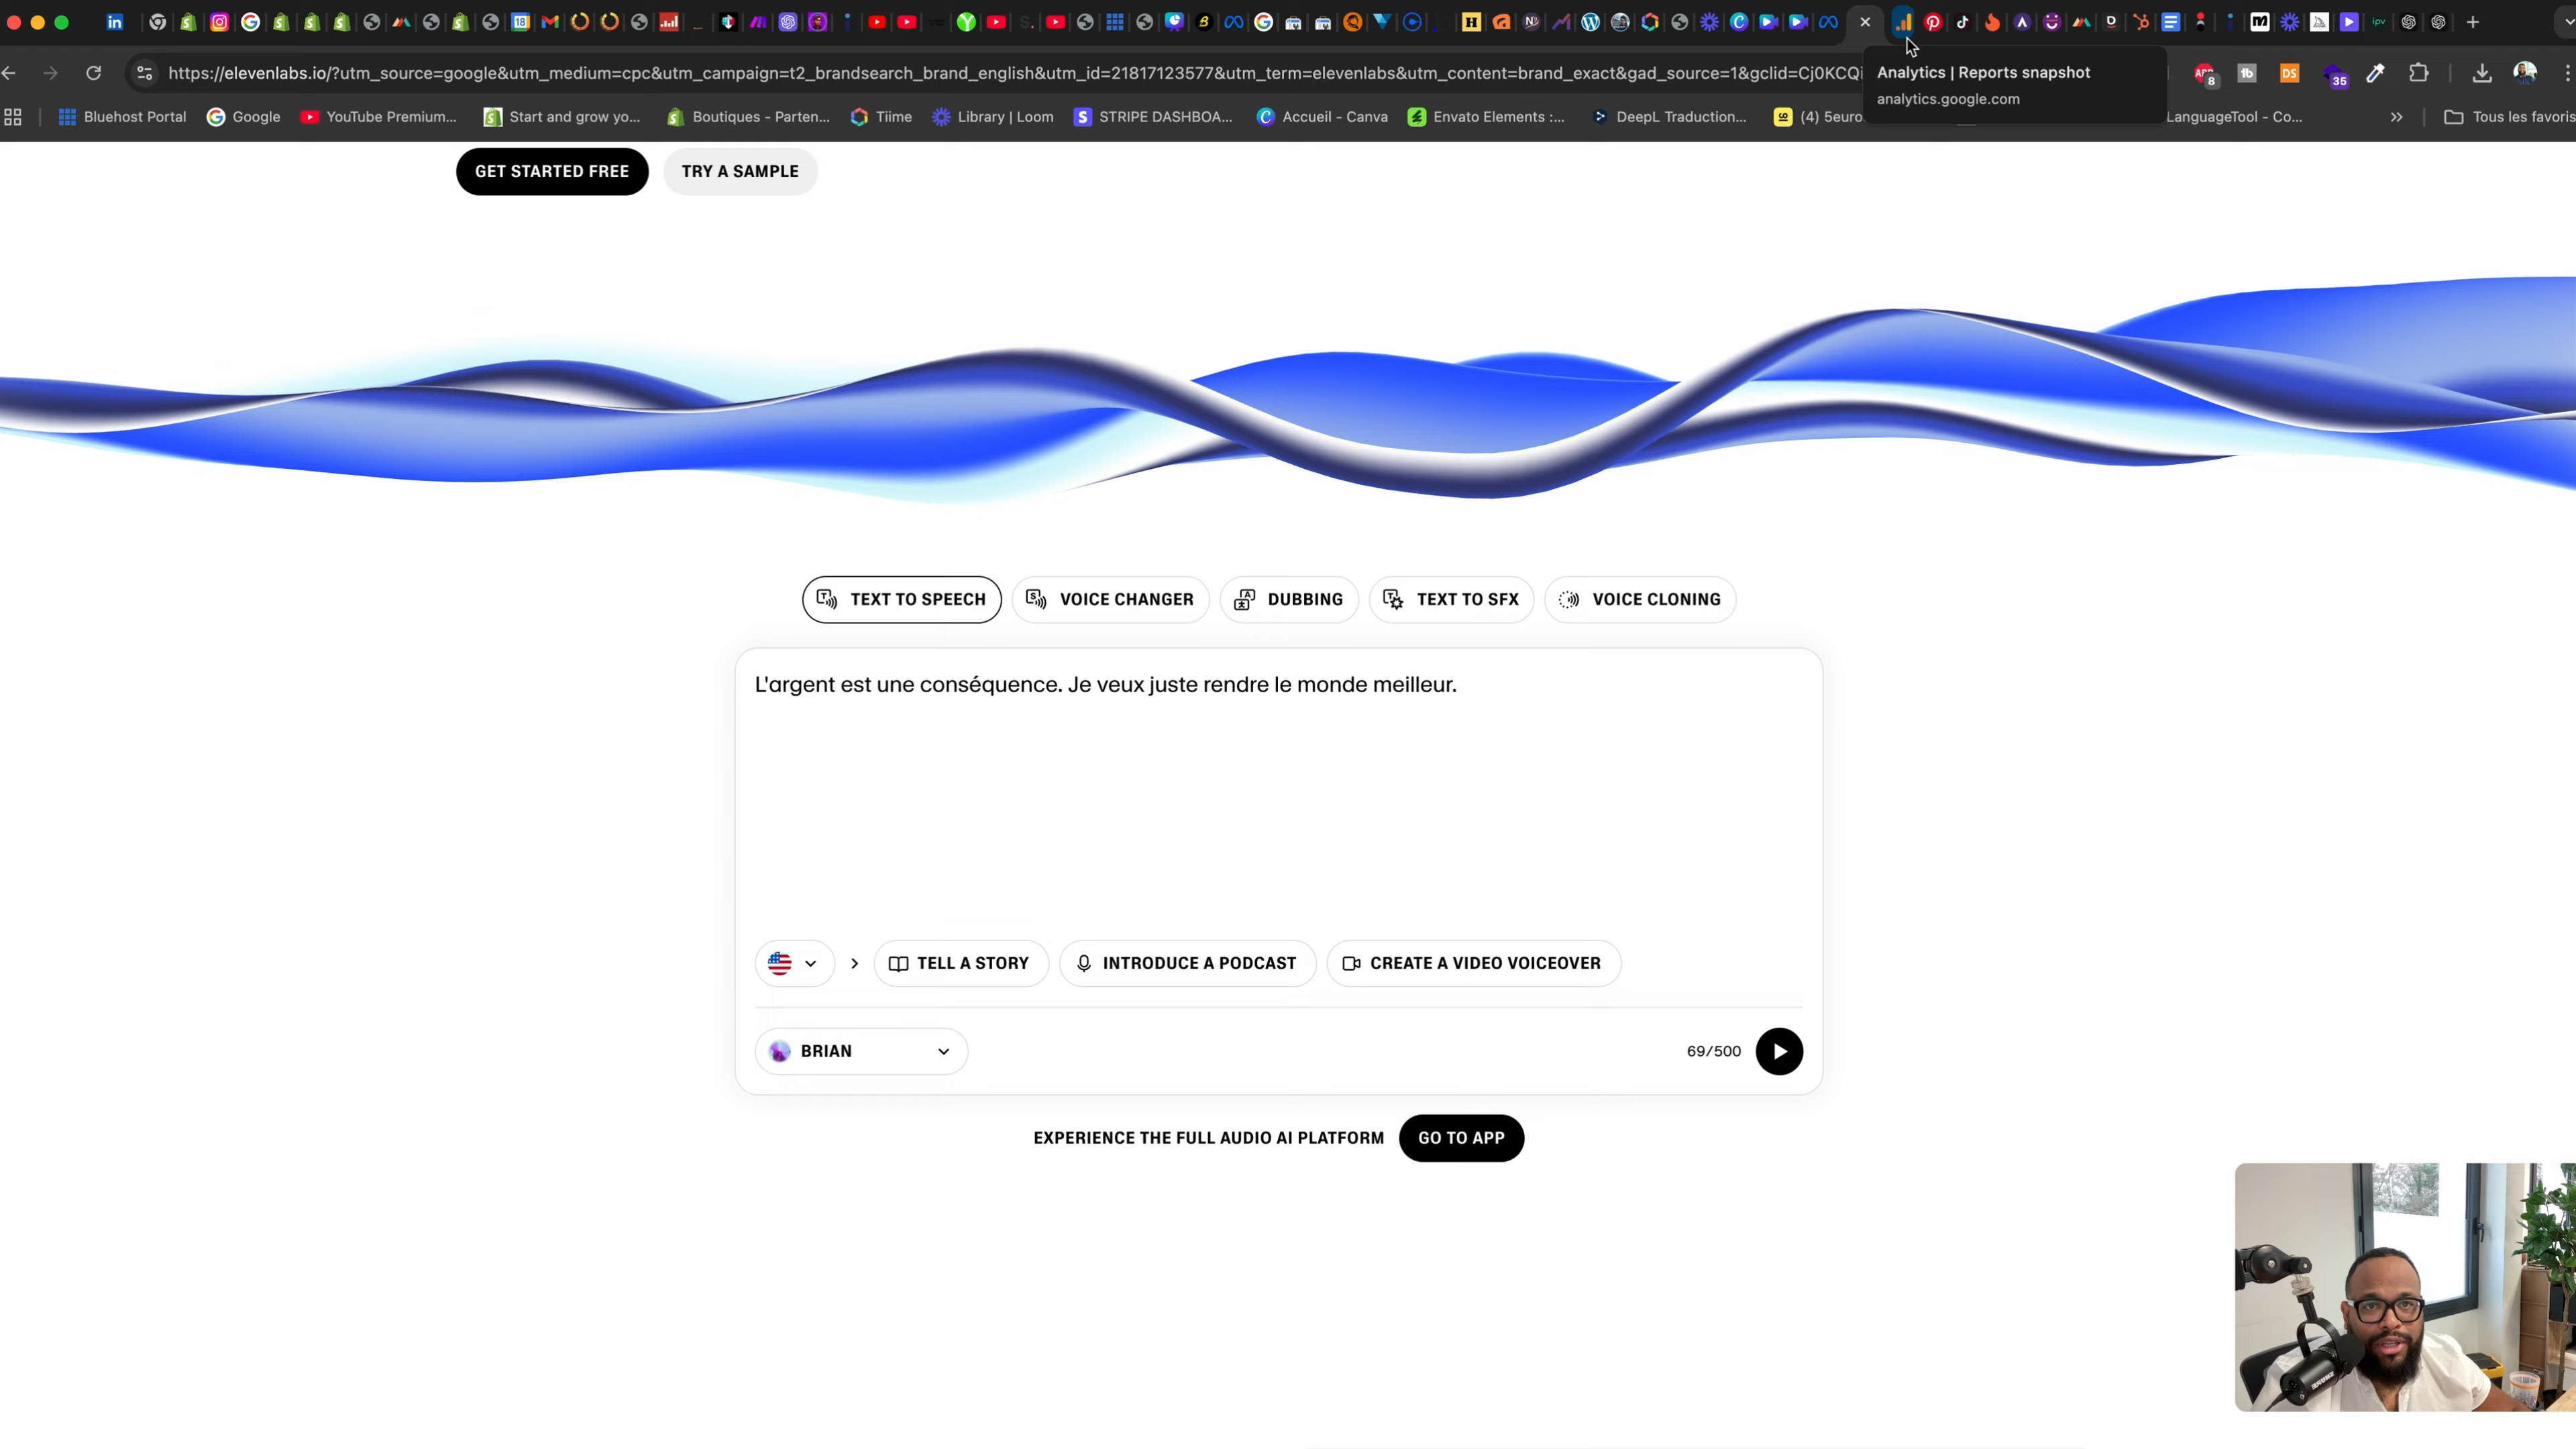 https://elevenlabs.io/?utm_source=google&utm_medium=cpc&utm_campaign=t2_brandsearch_brand_english&utm_id=21817123577&utm_term=elevenlabs&utm_content=brand_exact&gad_source=1&gclid=Cj0KCQi
Analytics | Reports snapshot
analytics.google.com
8
35
Bluehost Portal
Google
YouTube Premium...
Start and grow yo...
Boutiques - Parten...
Tiime
Library | Loom
STRIPE DASHBOA...
Accueil - Canva
Envato Elements :...
DeepL Traduction...
(4) 5euro
LanguageTool - Co...
Tous les favoris
GET STARTED FREE
TRY A SAMPLE
TEXT TO SPEECH
VOICE CHANGER
DUBBING
TEXT TO SFX
VOICE CLONING
L'argent est une conséquence. Je veux juste rendre le monde meilleur.
TELL A STORY
INTRODUCE A PODCAST
CREATE A VIDEO VOICEOVER
BRIAN
69/500
EXPERIENCE THE FULL AUDIO AI PLATFORM
GO TO APP